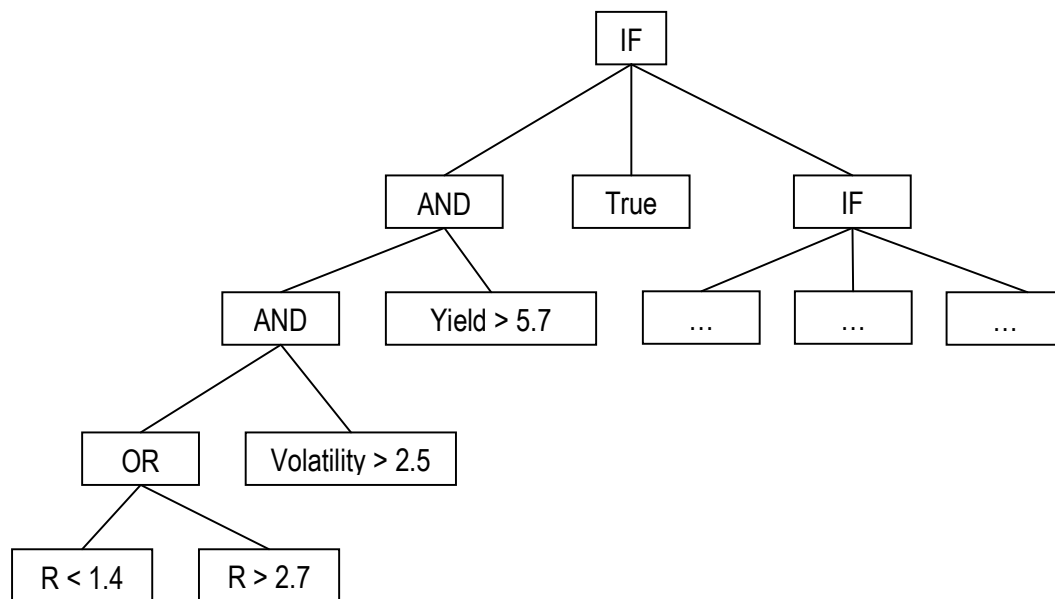 IF
AND
True
IF
AND
Yield > 5.7
...
...
...
OR
Volatility > 2.5
R < 1.4
R > 2.7